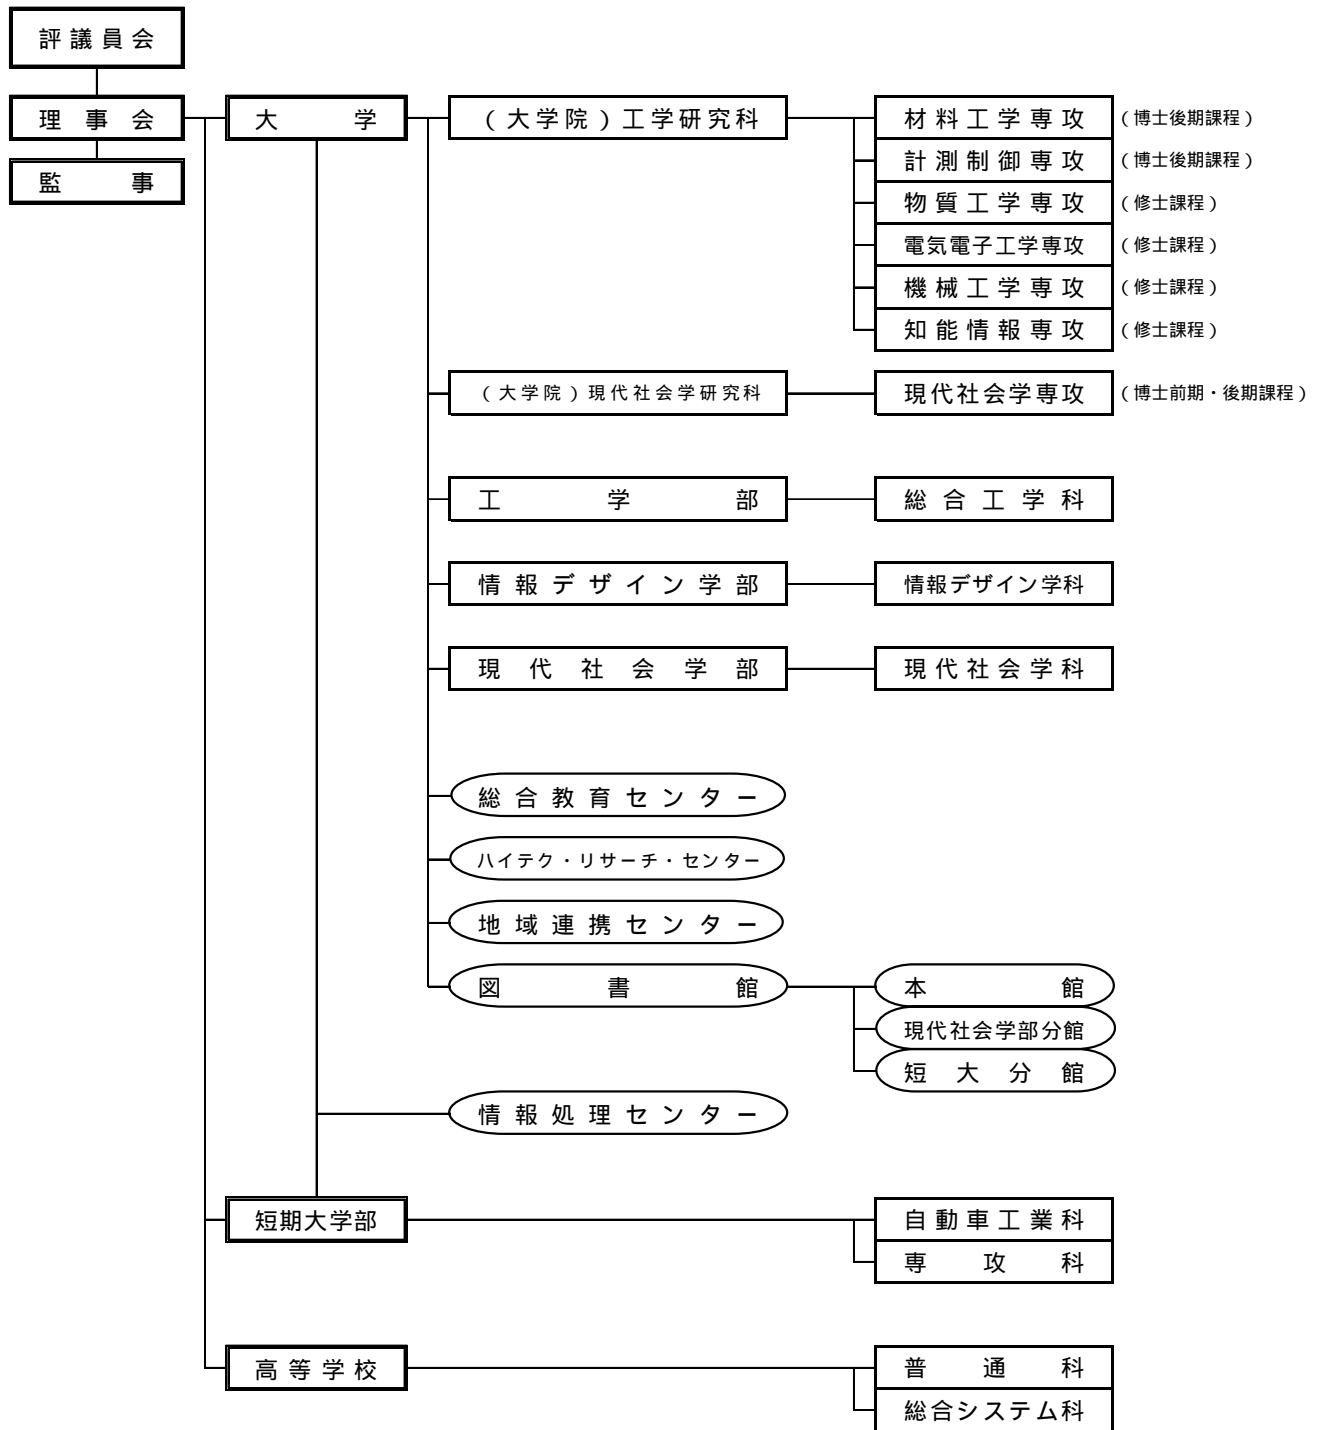 評議員会
理事会 大学 （大学院）工学研究科 材料工学専攻 （博士後期課程）
計測制御専攻 （博士後期課程）
監事
物質工学専攻 （修士課程）
電気電子工学専攻 （修士課程）
機械工学専攻 （修士課程）
知能情報専攻 （修士課程）
（大学院）現代社会学研究科 現代社会学専攻 （博士前期・後期課程）
工学部 総合工学科
情報デザイン学部 情報デザイン学科
現代社会学部 現代社会学科
総合教育センター
ハイテク・リサーチ・センター
地域連携センター
図書館 本館
現代社会学部分館
短大分館
情報処理センター
短期大学部 自動車工業科
専攻科
高等学校 普通科
総合システム科